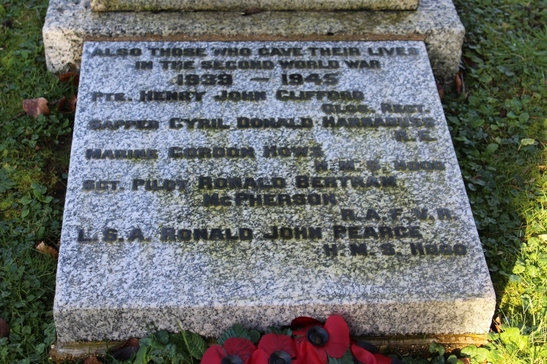 ALSO THOSE WHO GAVE THEIR LIVES
IN THE SECOND WORLD WAR
1939 – 1945
PTE. HENRY JOHN CLIFFORD
GLOS. REGT.
SAPPER CYRIL DONALD
R.E.
MARINE GORDON HOWS
H.M.S. HOOD
SGT. PILOT RONALD BERTRAM
MCPHERSON
R.A.F.V.R.
L.S.A. RONALD JOHN PEARCE
H.M.S. HOOD